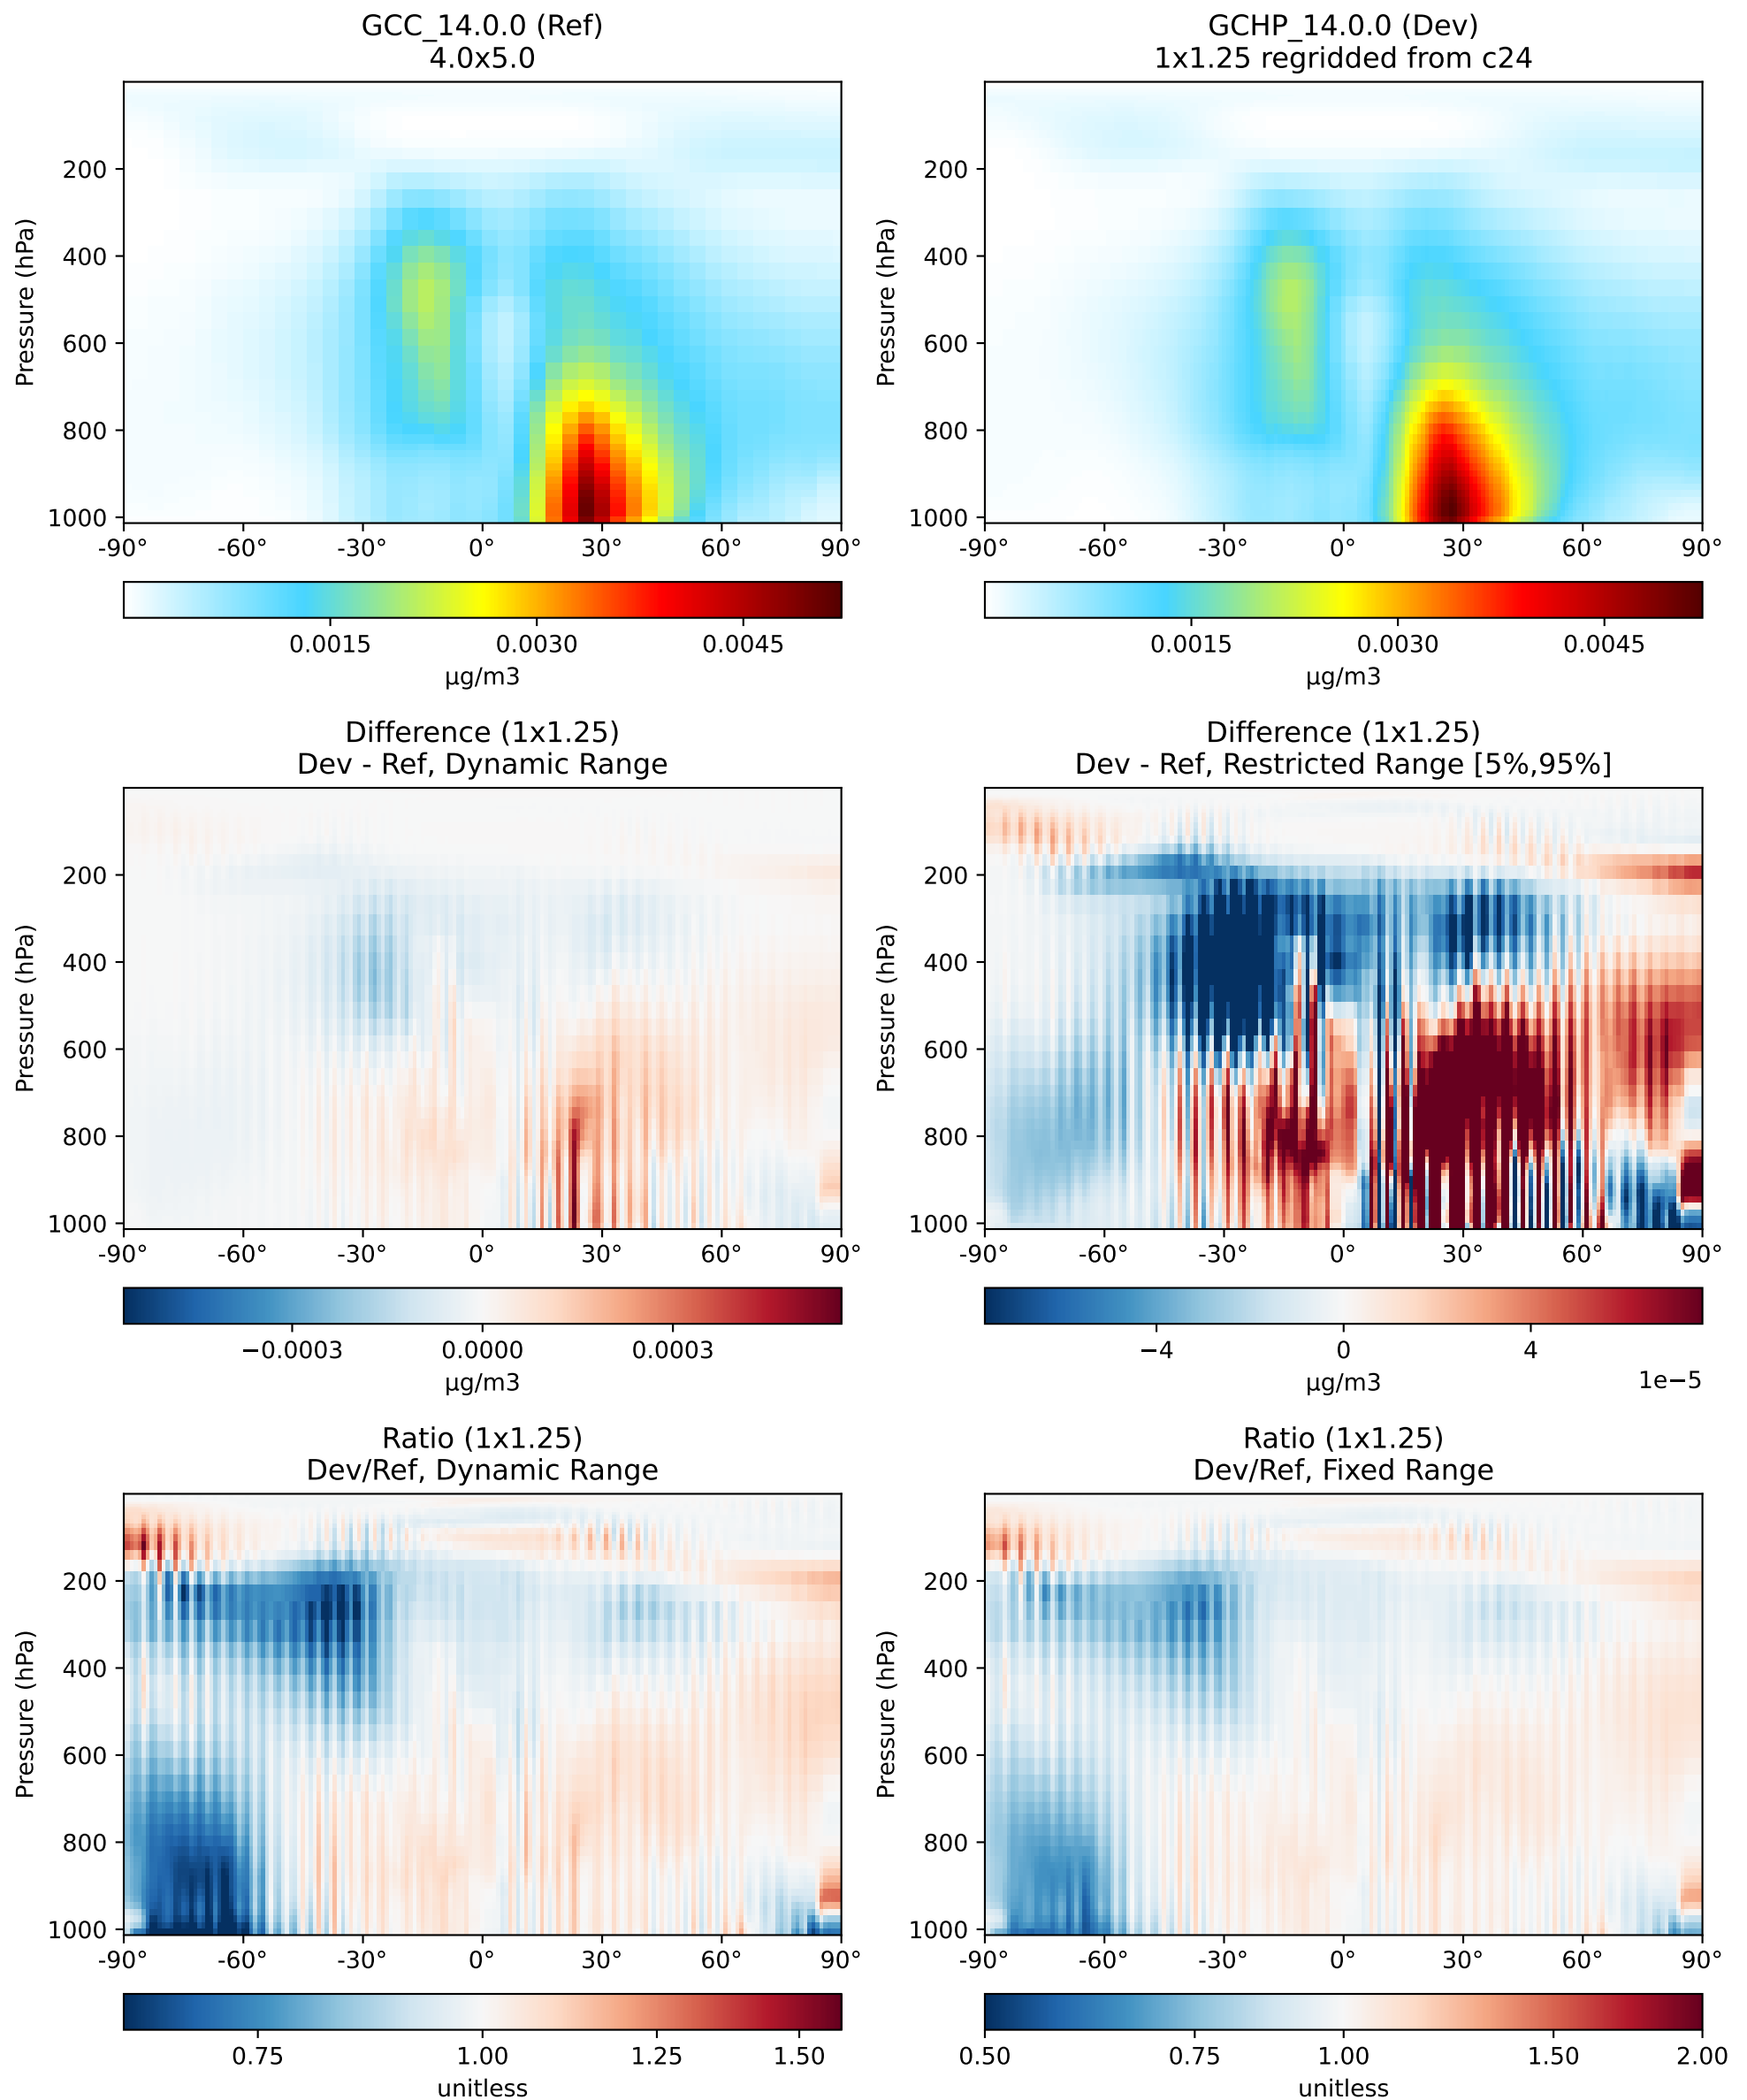 GCC_14.0.0 (Ref)
4.0x5.0
GCHP_14.0.0 (Dev)
1x1.25 regridded from c24
Pressure (hPa)
200
400
600
800
1000
-90° -60° -30° 0° 30° 60° 90°
0.0015 0.0030 0.0045
µg/m3
Pressure (hPa)
200
400
600
800
1000
-90° -60° -30° 0° 30° 60° 90°
0.0015 0.0030 0.0045
µg/m3
Difference (1x1.25)
Dev - Ref, Dynamic Range
Difference (1x1.25)
Dev - Ref, Restricted Range [5%,95%]
Pressure (hPa)
200
400
600
800
1000
-90° -60° -30° 0° 30° 60° 90°
−0.0003 0.0000 0.0003
µg/m3
Pressure (hPa)
200
400
600
800
1000
-90° -60° -30° 0° 30° 60° 90°
−4 0 4
1e−5
µg/m3
Ratio (1x1.25)
Dev/Ref, Dynamic Range
Ratio (1x1.25)
Dev/Ref, Fixed Range
Pressure (hPa)
200
400
600
800
1000
-90° -60° -30° 0° 30° 60° 90°
0.75 1.00 1.25 1.50
unitless
Pressure (hPa)
200
400
600
800
1000
-90° -60° -30° 0° 30° 60° 90°
0.50 0.75 1.00 1.50 2.00
unitless